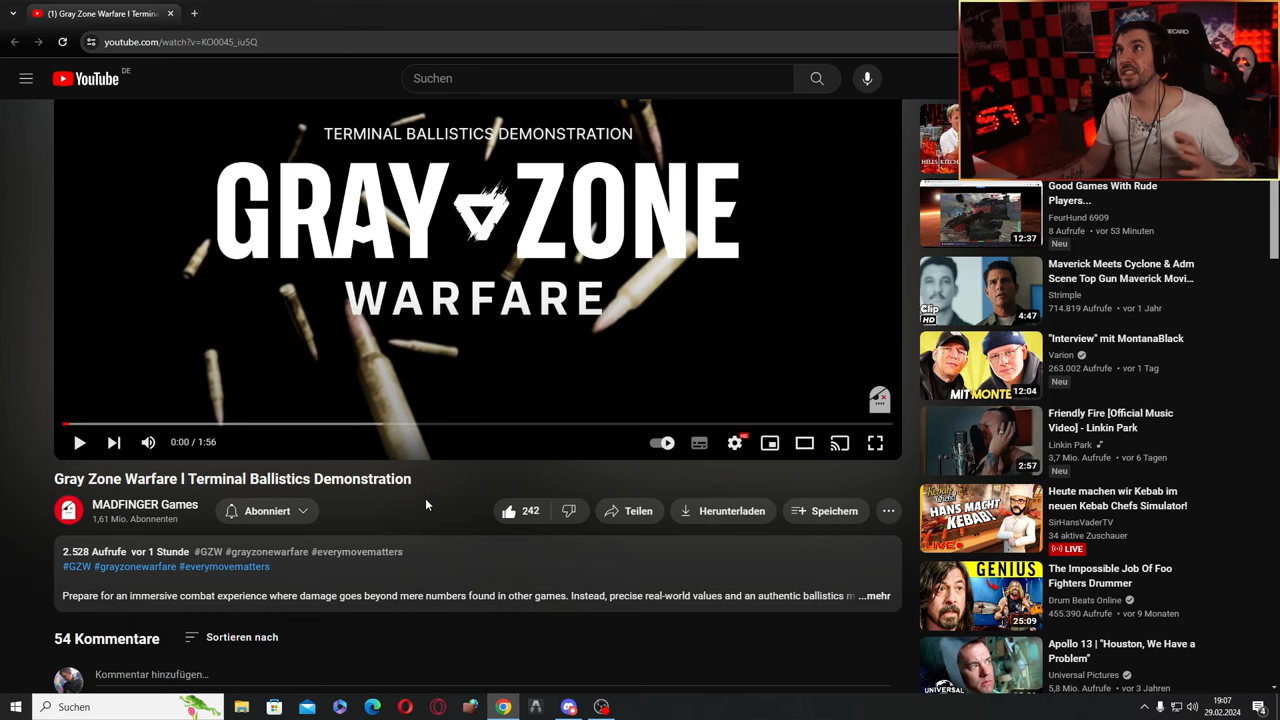 (1) Gray Zone Warfare I Termina
youtube.com/watch?v=KO0045_iu5Q
YouTube DE
Suchen
TERMINAL BALLISTICS DEMONSTRATION
GRAY ZONE
WARFARE
0:00 / 1:56
HD
Gray Zone Warfare I Terminal Ballistics Demonstration
MADFINGER Games
1,61 Mio. Abonnenten
Abonniert
242
Teilen
Herunterladen
Speichern
2.528 Aufrufe vor 1 Stunde #GZW #grayzonewarfare #everymovematters
#GZW #grayzonewarfare #everymovematters
Prepare for an immersive combat experience where damage goes beyond mere numbers found in other games. Instead, precise real-world values and an authentic ballistics m ...mehr
54 Kommentare
Sortieren nach
Kommentar hinzufügen...
12:37
Good Games With Rude
Players...
FeurHund 6909
8 Aufrufe • vor 53 Minuten
Neu
Clip
HD
4:47
Maverick Meets Cyclone & Adm
Scene Top Gun Maverick Movi...
Strimple
714.819 Aufrufe • vor 1 Jahr
MIT MONTE
12:04
"Interview" mit MontanaBlack
Varion
263.002 Aufrufe • vor 1 Tag
Neu
2:57
Friendly Fire [Official Music
Video] - Linkin Park
Linkin Park
3,7 Mio. Aufrufe • vor 6 Tagen
Neu
HANS MACHT
KEBAB!
LIVE
Heute machen wir Kebab im
neuen Kebab Chefs Simulator!
SirHansVaderTV
34 aktive Zuschauer
LIVE
GENIUS
25:09
The Impossible Job Of Foo
Fighters Drummer
Drum Beats Online
455.390 Aufrufe • vor 9 Monaten
UNIVERSAL
Apollo 13 | "Houston, We Have a
Problem"
Universal Pictures
5,8 Mio. Aufrufe • vor 3 Jahren
Suchen
19:07
29.02.2024
4